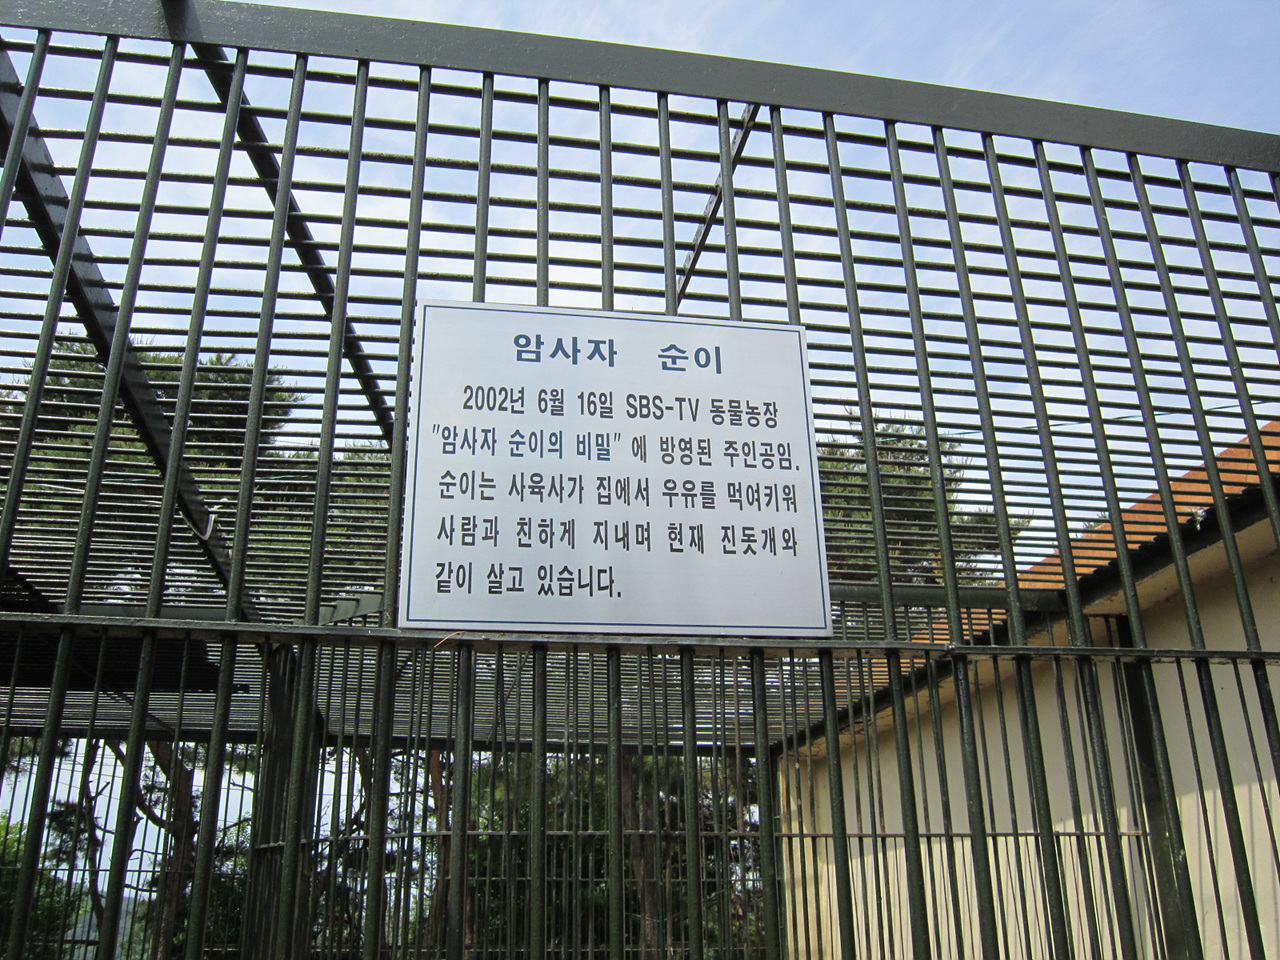 암사자 순이
2002년 6월 16일 SBS-TV 동물농장
"암사자 순이의 비밀" 에 방영된 주인공임.
순이는 사육사가 집에서 우유를 먹여키워
사람과 친하게 지내며 현재 진돗개와
같이 살고 있습니다.